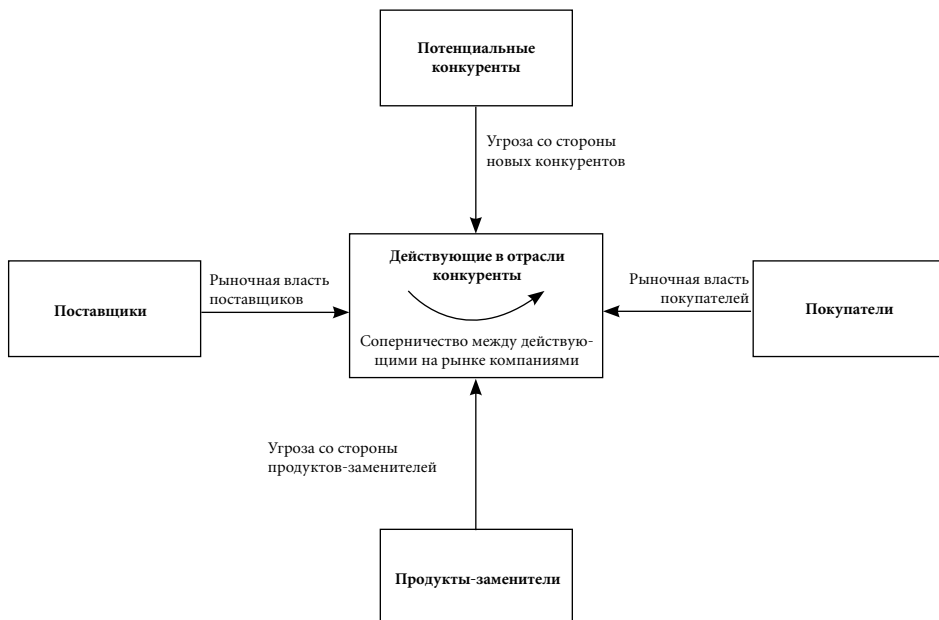 Потенциальные
конкуренты
Угроза со стороны
новых конкурентов
Действующие в отрасли
конкуренты
Рыночная власть
поставщиков
Рыночная власть
покупателей
Поставщики
Покупатели
Соперничество между действую-
щими на рынке компаниями
Угроза со стороны
продуктов-заменителей
Продукты-заменители